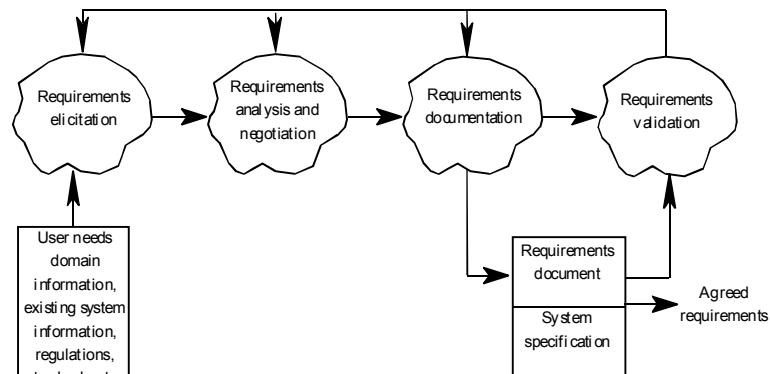 Requirements
elicitation
Requirements
analysis and
negotiation
Requirements
documentation
Requirements
validation
User needs
domain
information,
existing system
information,
regulations,
Requirements
document
System
specification
Agreed
requirements